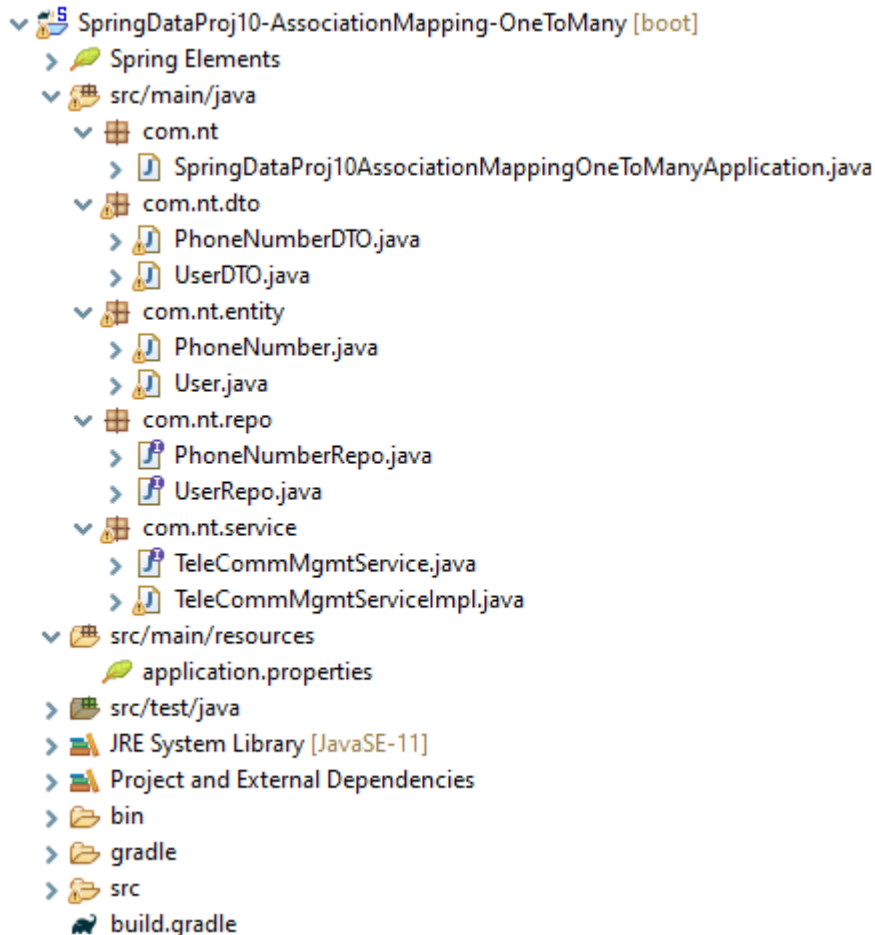 SpringDataProj10-AssociationMapping-OneToMany [boot]
Spring Elements
src/main/java
com.nt
SpringDataProj10AssociationMappingOneToManyApplication.java
com.nt.dto
PhoneNumberDTO.java
UserDTO.java
com.nt.entity
PhoneNumber.java
User.java
com.nt.repo
PhoneNumberRepo.java
UserRepo.java
com.nt.service
TeleCommMgmtService.java
TeleCommMgmtServiceImpl.java
src/main/resources
application.properties
src/test/java
JRE System Library [JavaSE-11]
Project and External Dependencies
bin
gradle
src
build.gradle